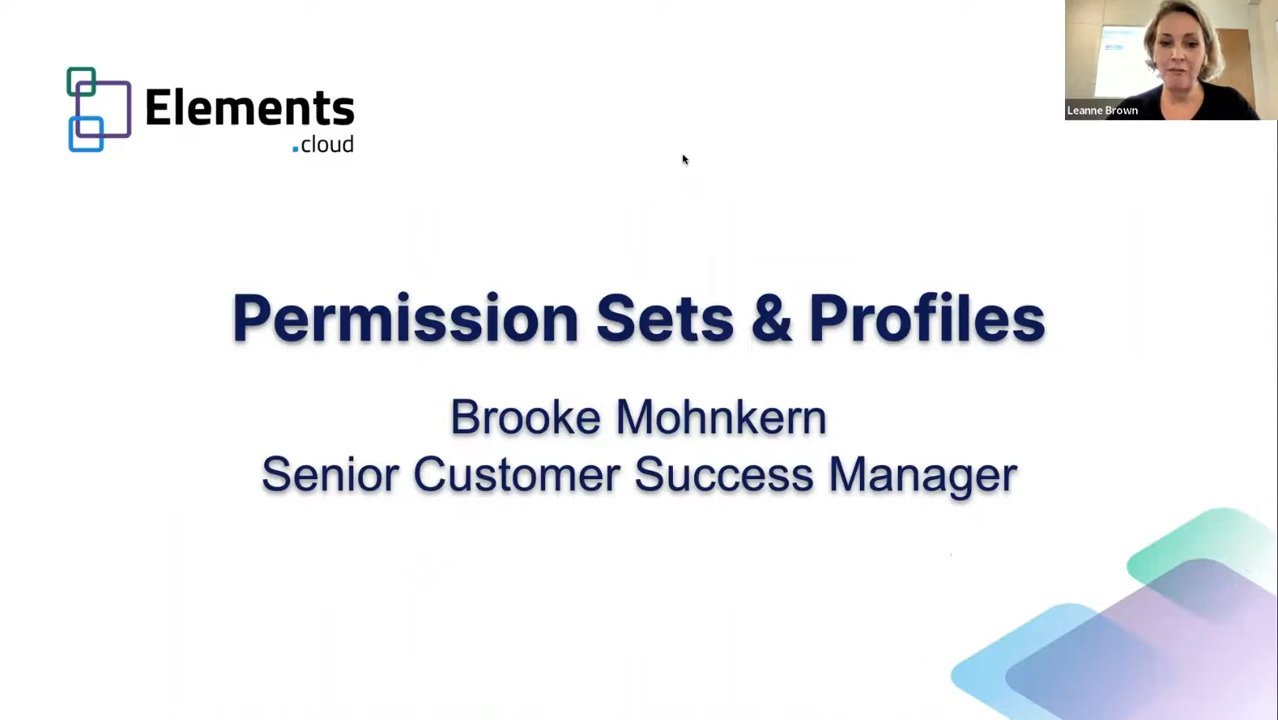 Elements
.cloud
Leanne Brown
Permission Sets & Profiles
Brooke Mohnkern
Senior Customer Success Manager